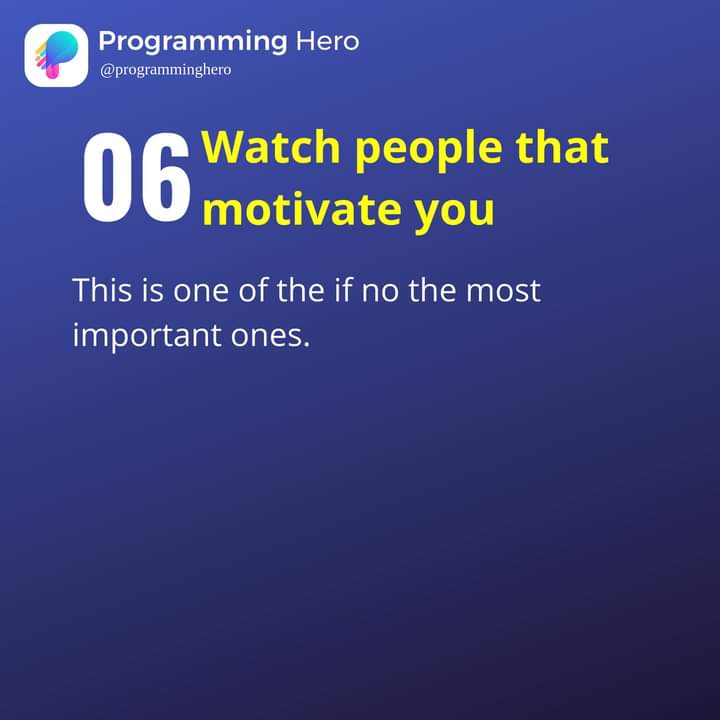 Programming Hero
@programminghero
06 Watch people that
motivate you
This is one of the if no the most
important ones.